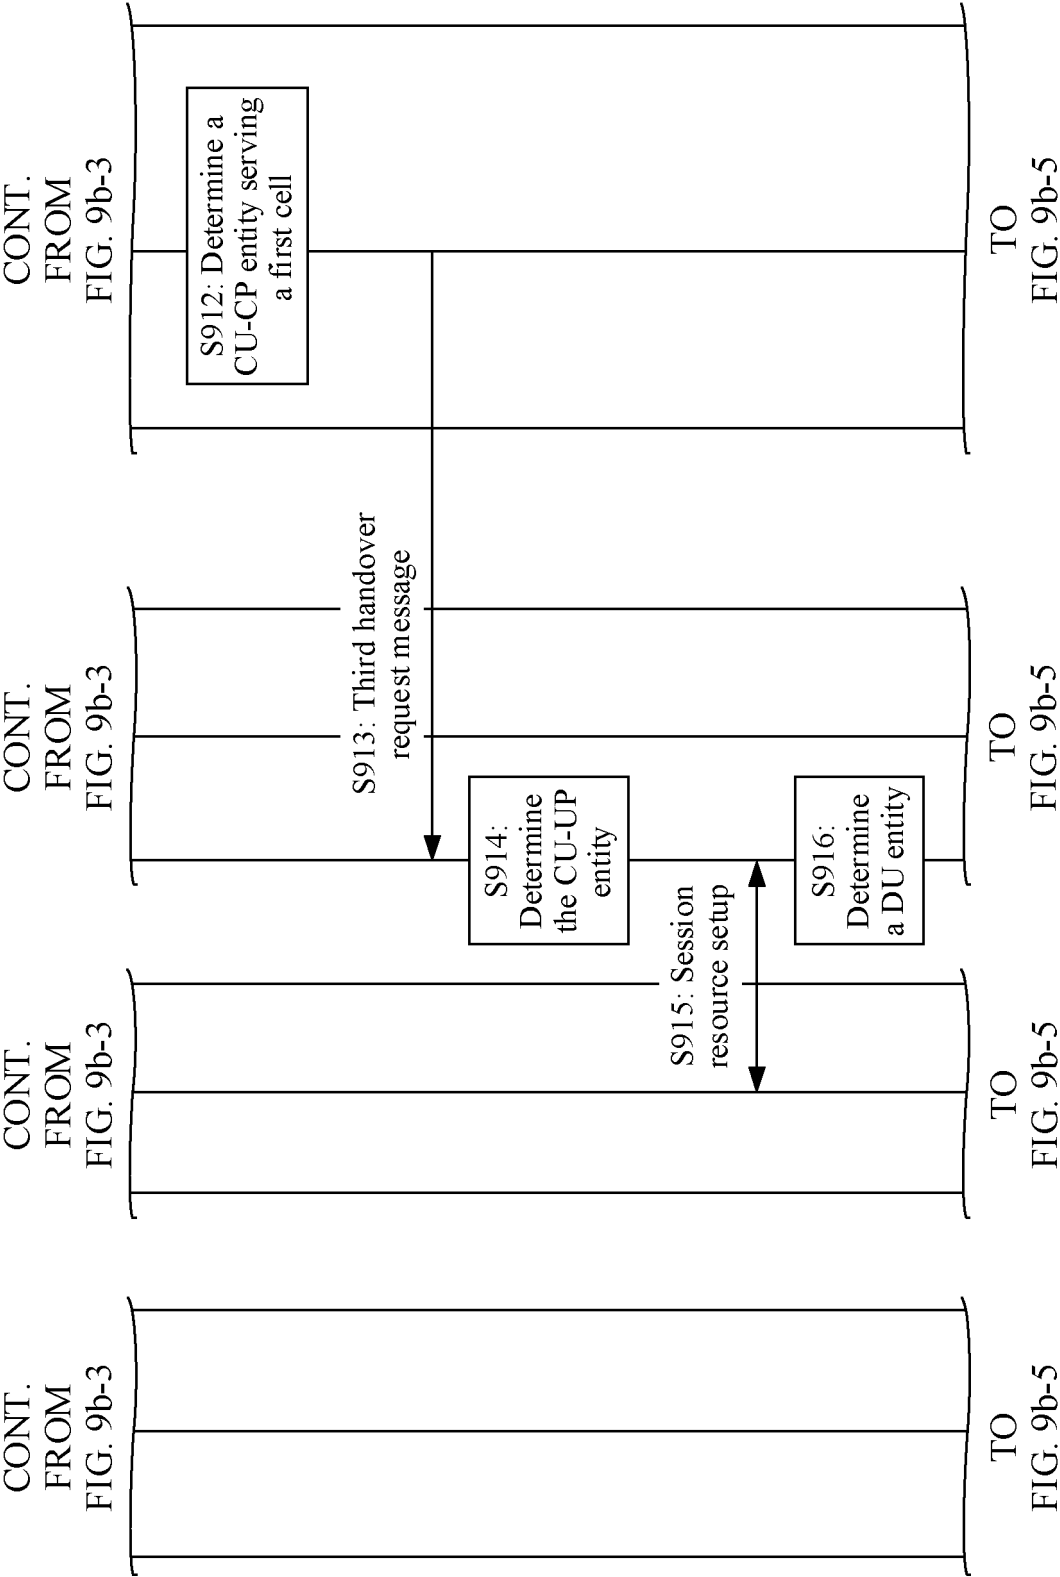 CONT.
FROM
FIG. 9b-3
CONT.
FROM
FIG. 9b-3
CONT.
FROM
FIG. 9b-3
CONT.
FROM
FIG. 9b-3
S912: Determine a
CU-CP entity serving
a first cell
S913: Third handover
request message
S914:
Determine
the CU-UP
entity
S915: Session
resource setup
S916:
Determine
a DU entity
TO
FIG. 9b-5
TO
FIG. 9b-5
TO
FIG. 9b-5
TO
FIG. 9b-5